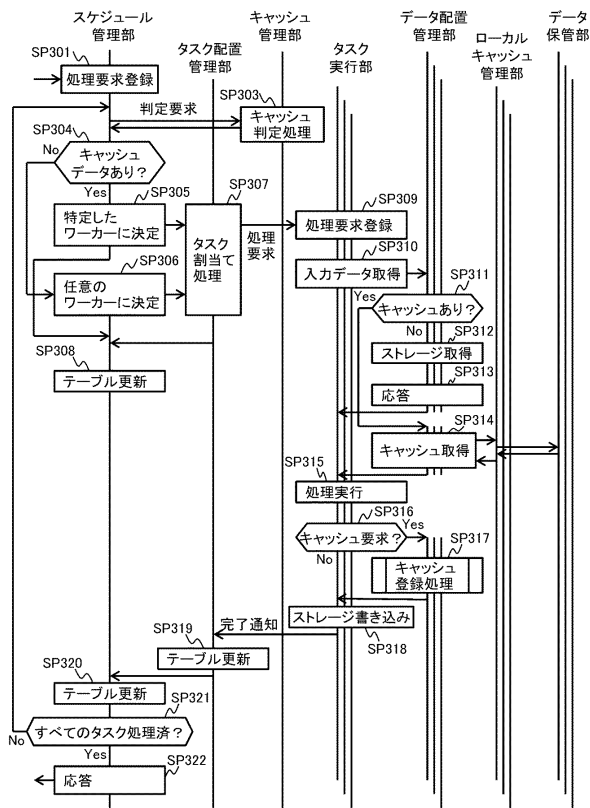 スケジュール
管理部
タスク配置
管理部
キャッシュ
管理部
タスク
実行部
データ配置
管理部
ローカル
キャッシュ
管理部
データ
保管部
SP301
処理要求登録
判定要求
SP303
キャッシュ
判定処理
SP304
No
キャッシュ
データあり?
Yes
SP305
特定した
ワーカーに決定
SP306
任意の
ワーカーに決定
SP307
タスク
割当て
処理
処理
要求
SP308
テーブル更新
SP309
処理要求登録
SP310
入力データ取得
SP311
Yes
キャッシュあり?
No
SP312
ストレージ取得
SP313
応答
SP314
キャッシュ取得
SP315
処理実行
SP316
キャッシュ要求?
Yes
No
SP317
キャッシュ
登録処理
ストレージ書き込み
SP318
完了通知
SP319
テーブル更新
SP320
テーブル更新
SP321
すべてのタスク処理済?
No
Yes
SP322
応答